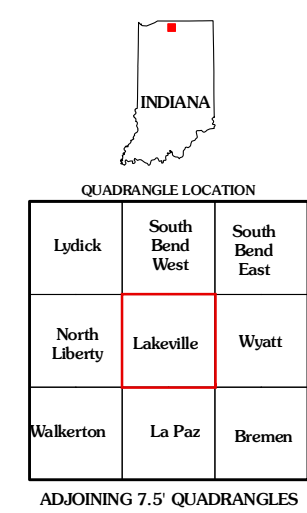 INDIANA
QUADRANGLE LOCATION
Lydick
South
Bend
West
South
Bend
East
North
Liberty
Lakeville
Wyatt
Walkerton
La Paz
Bremen
ADJOINING 7.5' QUADRANGLES